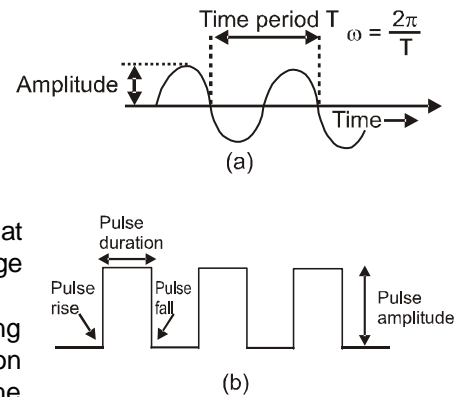 Time period T
ω = 2π/T
Amplitude
Time
(a)
at
ge
ng
on
he
Pulse
duration
Pulse
rise
Pulse
fall
Pulse
amplitude
(b)